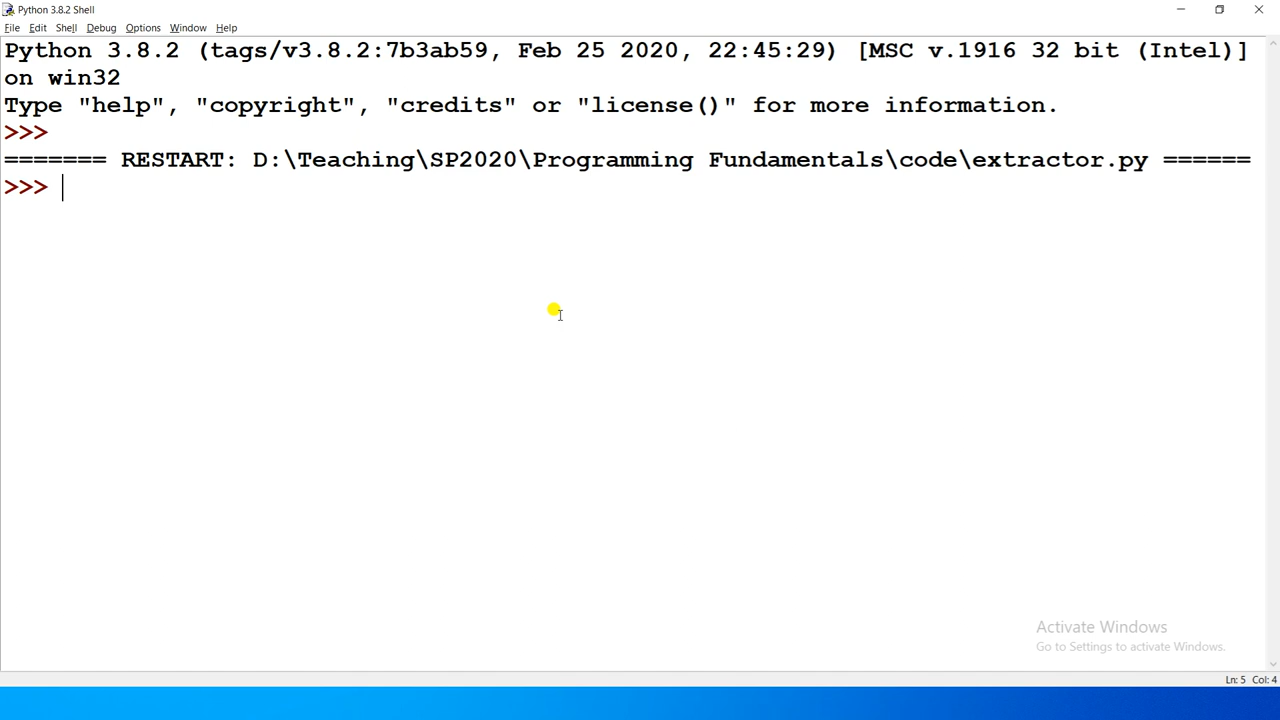 Python 3.8.2 Shell
File Edit Shell Debug Options Window Help
Python 3.8.2 (tags/v3.8.2:7b3ab59, Feb 25 2020, 22:45:29) [MSC v.1916 32 bit (Intel)]
on win32
Type "help", "copyright", "credits" or "license()" for more information.
>>>
======= RESTART: D:\Teaching\SP2020\Programming Fundamentals\code\extractor.py ======
>>>
Activate Windows
Go to Settings to activate Windows.
Ln: 5 Col: 4